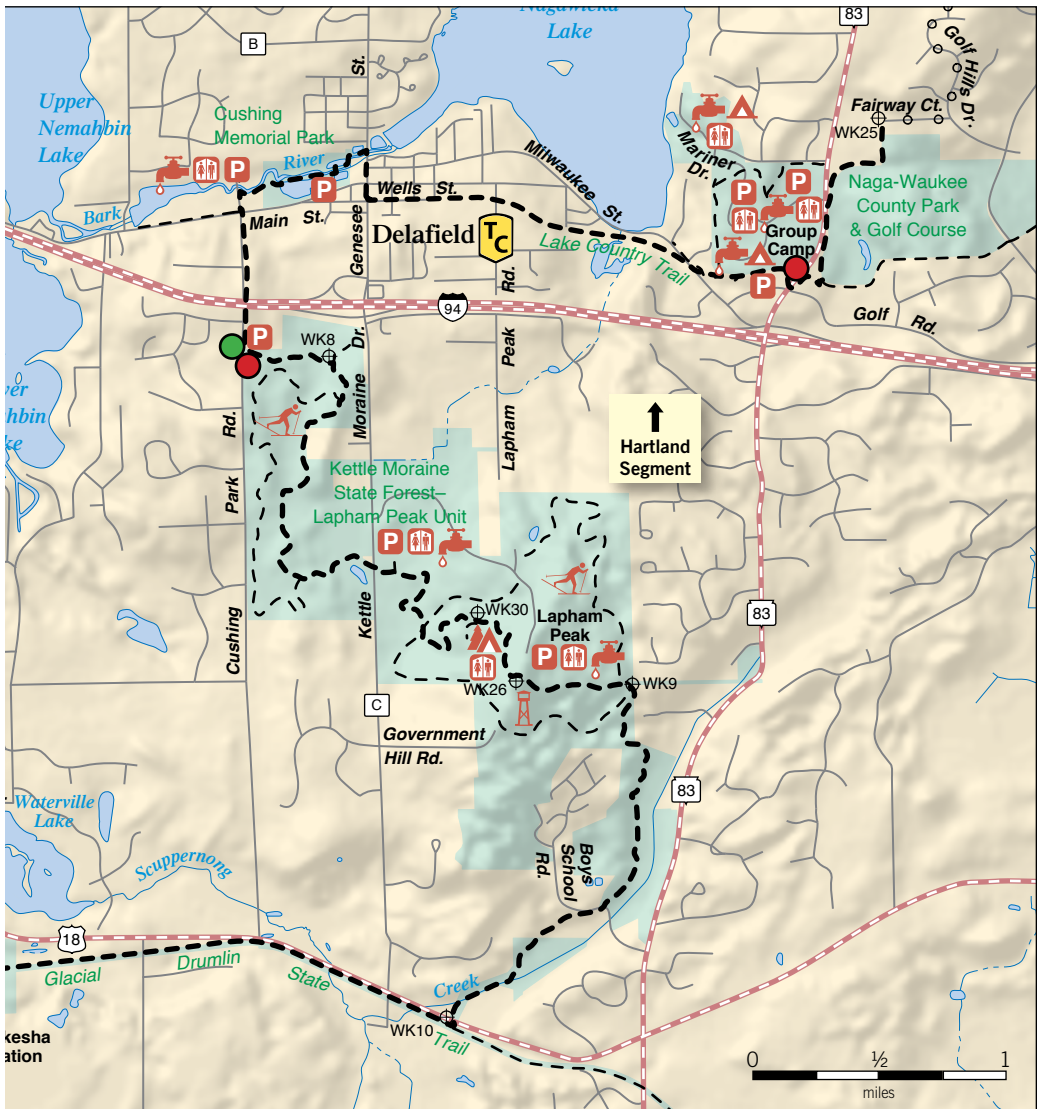 Nagawicka
Lake
83
B
St.
Golf Hills Dr.
Upper
Nemahbin
Lake
Cushing
Memorial Park
Fairway Ct.
WK25
River
P
P
Mariner
Dr.
Milwaukee St.
Wells St.
Bark
Main St.
Genesee
Delafield
TC
P
P
Naga-Waukee
County Park
& Golf Course
Group
Camp
Lake Country Trail
P
Rd.
94
Golf Rd.
P
WK8
Dr.
Peak
Moraine
Hartland
Segment
Rd.
Lapham
Park
Kettle Moraine
State Forest–
Lapham Peak Unit
P
Kettle
WK30
Lapham
Peak
P
83
Cushing
WK26
WK9
C
Government
Hill Rd.
83
Waterville
Lake
Scuppernong
Boys
School
Rd.
18
Glacial
Drumlin
State
Creek
WK10
Trail
kesha
ation
0
½
1
miles